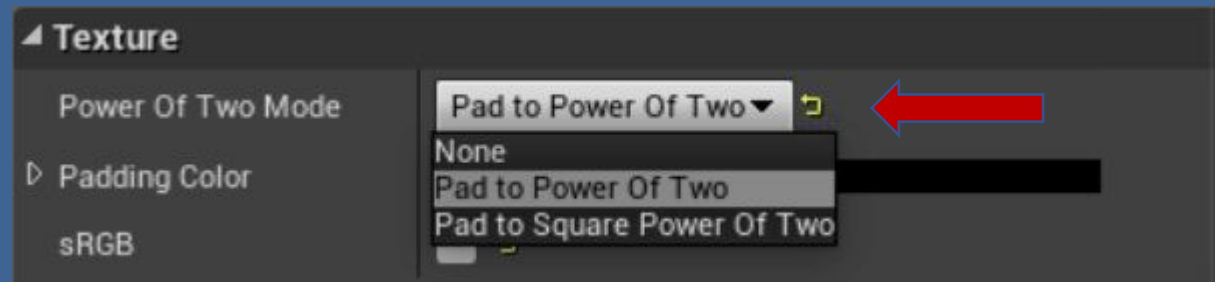 Texture
Power Of Two Mode
Pad to Power Of Two
None
Padding Color
Pad to Power Of Two
Pad to Square Power Of Two
sRGB